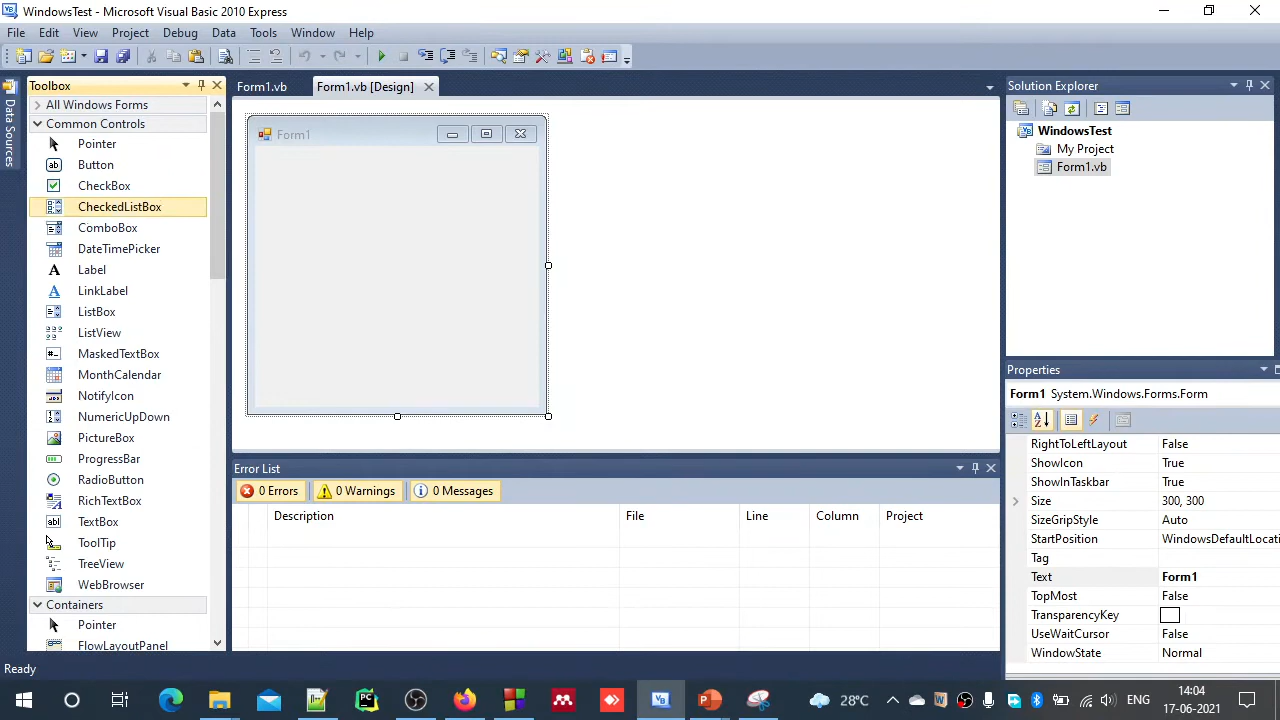 WindowsTest - Microsoft Visual Basic 2010 Express
File Edit View Project Debug Data Tools Window Help
Data Sources
Toolbox
All Windows Forms
Common Controls
Pointer
Button
CheckBox
CheckedListBox
ComboBox
DateTimePicker
Label
LinkLabel
ListBox
ListView
MaskedTextBox
MonthCalendar
NotifyIcon
NumericUpDown
PictureBox
ProgressBar
RadioButton
RichTextBox
TextBox
ToolTip
TreeView
WebBrowser
Containers
Pointer
FlowLayoutPanel
Form1.vb Form1.vb [Design]
Form1
Error List
0 Errors 0 Warnings 0 Messages
Description File Line Column Project
Solution Explorer
WindowsTest
My Project
Form1.vb
Properties
Form1 System.Windows.Forms.Form
RightToLeftLayout False
ShowIcon True
ShowInTaskbar True
Size 300, 300
SizeGripStyle Auto
StartPosition WindowsDefaultLocati
Tag
Text Form1
TopMost False
TransparencyKey
UseWaitCursor False
WindowState Normal
Ready
28°C ENG 14:04
17-06-2021